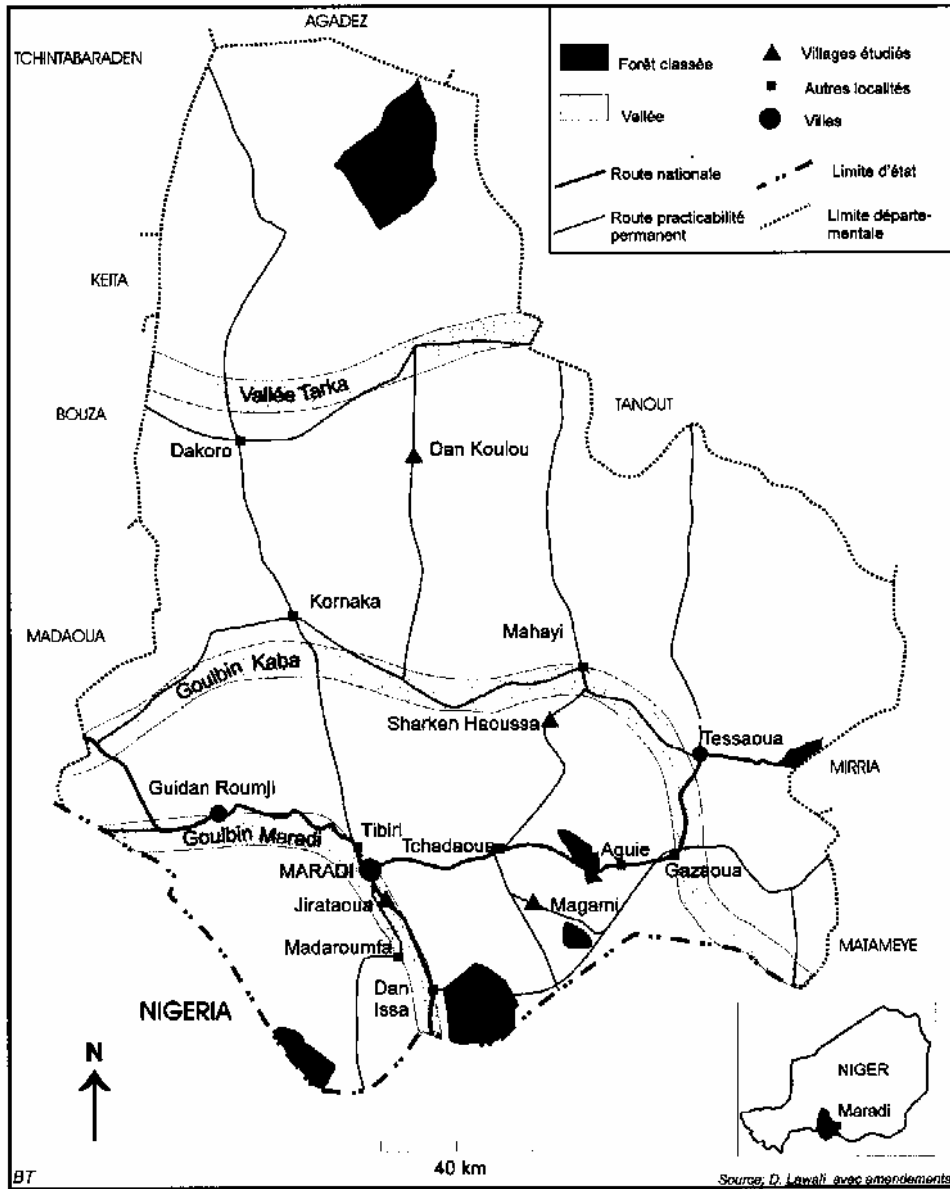 AGADEZ
TCHINTABARADEN
Forêt classée
Villages étudiés
Autres localités
Vallée
Villes
Route nationale
Limite d'état
Route practicabilité
permanent
Limite départe-
mentale
KEITA
Vallée Tarka
BOUZA
TANOUT
Dakoro
Dan Koulou
Kornaka
MADAOUA
Mahayi
Goulbin Kaba
Sharken Haoussa
Tessaoua
MIRRIA
Guidan Roumji
Goulbin Maradi
Tibiri
Tchadaoua
Aguie
MARADI
Gazaoua
Jirataoua
Magami
Madaroumfa
MATAMEYE
Dan
Issa
NIGERIA
N
NIGER
Maradi
40 km
BT
Source; D. Lawali avec amendements